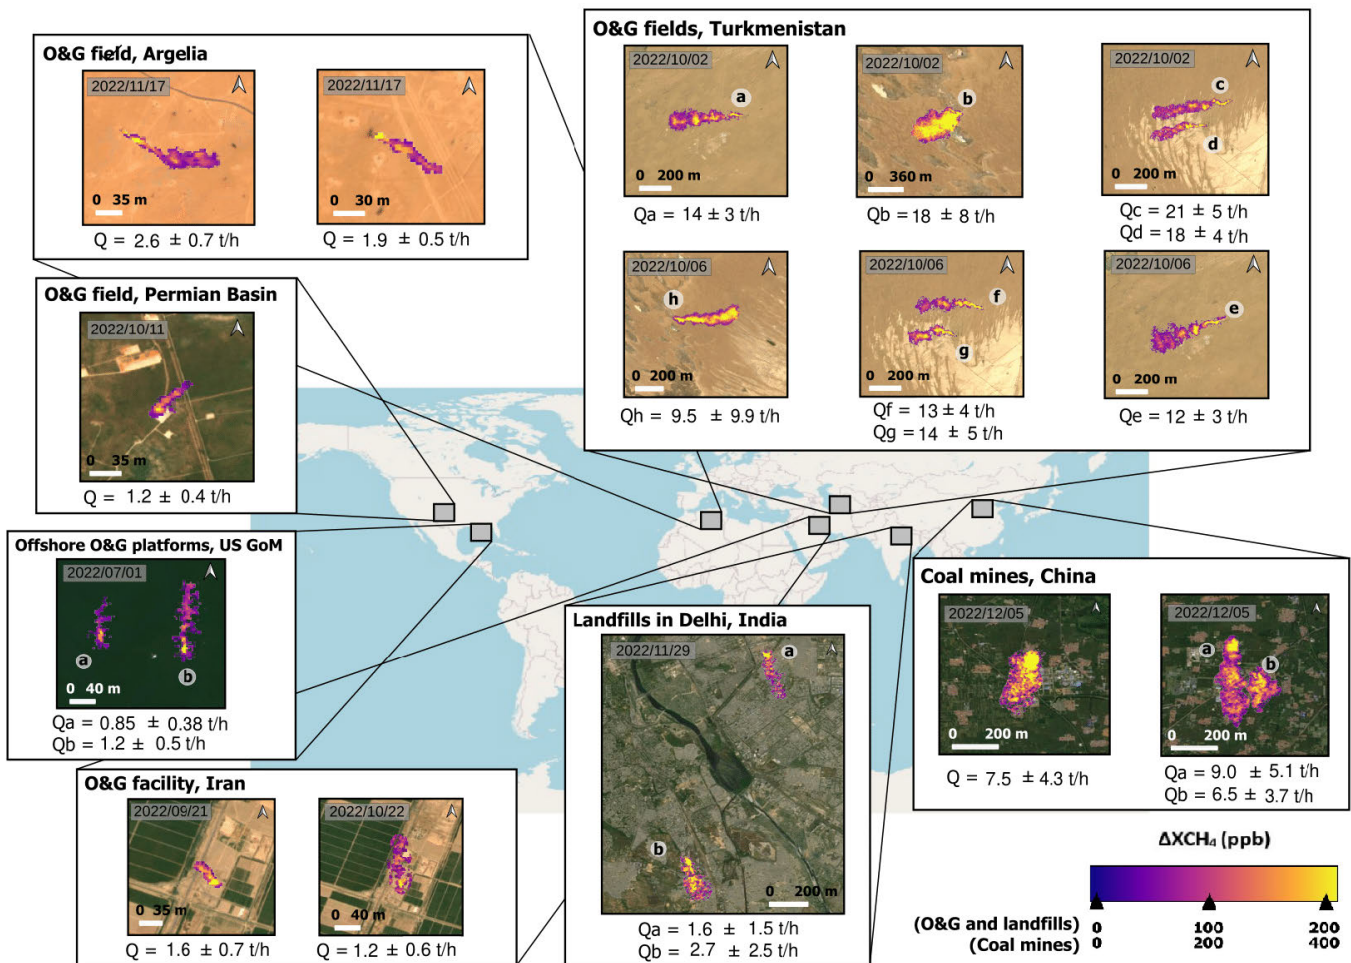 O&G field, Argelia
2022/11/17
0 35 m
Q = 2.6 ± 0.7 t/h
2022/11/17
0 30 m
Q = 1.9 ± 0.5 t/h
O&G fields, Turkmenistan
2022/10/02
a
0 200 m
Qa = 14 ± 3 t/h
2022/10/02
b
0 360 m
Qb = 18 ± 8 t/h
2022/10/02
c
d
0 200 m
Qc = 21 ± 5 t/h
Qd = 18 ± 4 t/h
2022/10/06
h
0 200 m
Qh = 9.5 ± 9.9 t/h
2022/10/06
f
g
0 200 m
Qf = 13 ± 4 t/h
Qg = 14 ± 5 t/h
2022/10/06
e
0 200 m
Qe = 12 ± 3 t/h
O&G field, Permian Basin
2022/10/11
0 35 m
Q = 1.2 ± 0.4 t/h
Offshore O&G platforms, US GoM
2022/07/01
a
b
0 40 m
Qa = 0.85 ± 0.38 t/h
Qb = 1.2 ± 0.5 t/h
O&G facility, Iran
2022/09/21
0 35 m
Q = 1.6 ± 0.7 t/h
2022/10/22
0 40 m
Q = 1.2 ± 0.6 t/h
Landfills in Delhi, India
2022/11/29
a
b
0 200 m
Qa = 1.6 ± 1.5 t/h
Qb = 2.7 ± 2.5 t/h
Coal mines, China
2022/12/05
0 200 m
Q = 7.5 ± 4.3 t/h
2022/12/05
a
b
0 200 m
Qa = 9.0 ± 5.1 t/h
Qb = 6.5 ± 3.7 t/h
ΔXCH₄ (ppb)
(O&G and landfills) 0 100 200
(Coal mines) 0 200 400